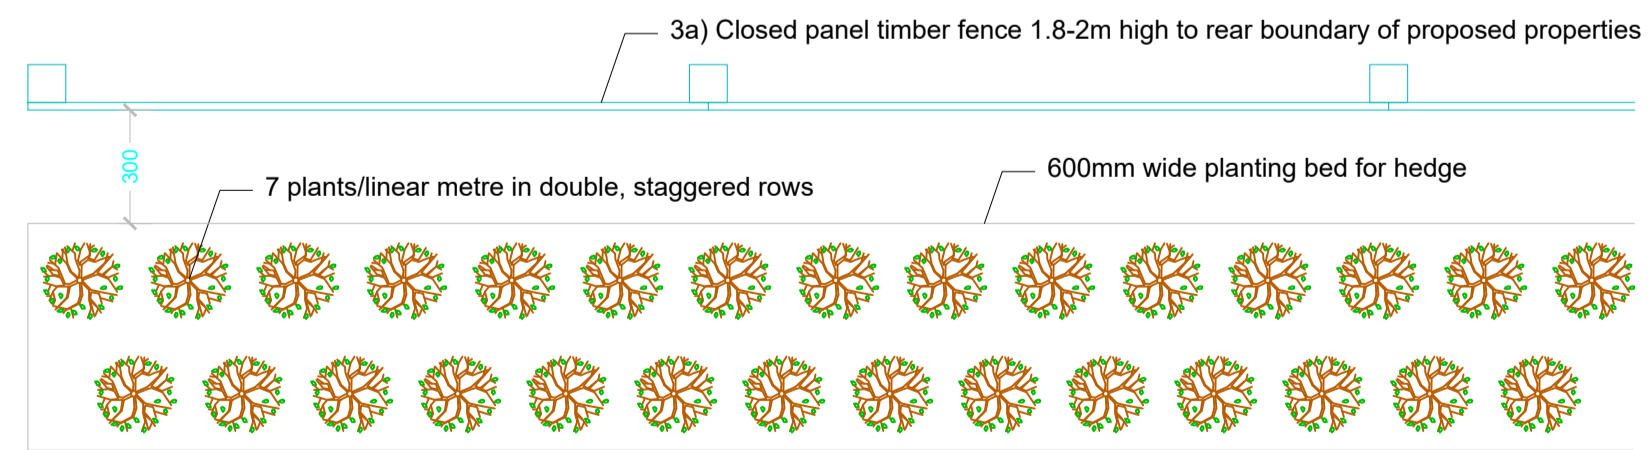 3a) Closed panel timber fence 1.8-2m high to rear boundary of proposed properties
300
600mm wide planting bed for hedge
7 plants/linear metre in double, staggered rows